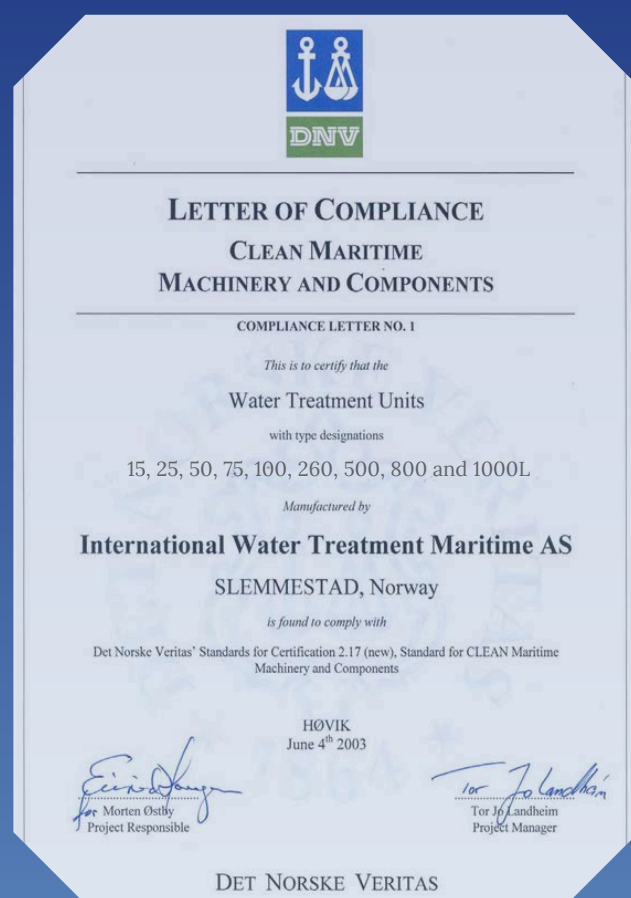 DNV
LETTER OF COMPLIANCE
CLEAN MARITIME
MACHINERY AND COMPONENTS
COMPLIANCE LETTER NO. 1
This is to certify that the
Water Treatment Units
with type designations
15, 25, 50, 75, 100, 260, 500, 800 and 1000L
Manufactured by
International Water Treatment Maritime AS
SLEMMESTAD, Norway
is found to comply with
Det Norske Veritas' Standards for Certification 2.17 (new), Standard for CLEAN Maritime
Machinery and Components
HØVIK
June 4th 2003
for Morten Østby
Project Responsible
Tor Jo Landheim
Tor Jo Landheim
Project Manager
DET NORSKE VERITAS
1864